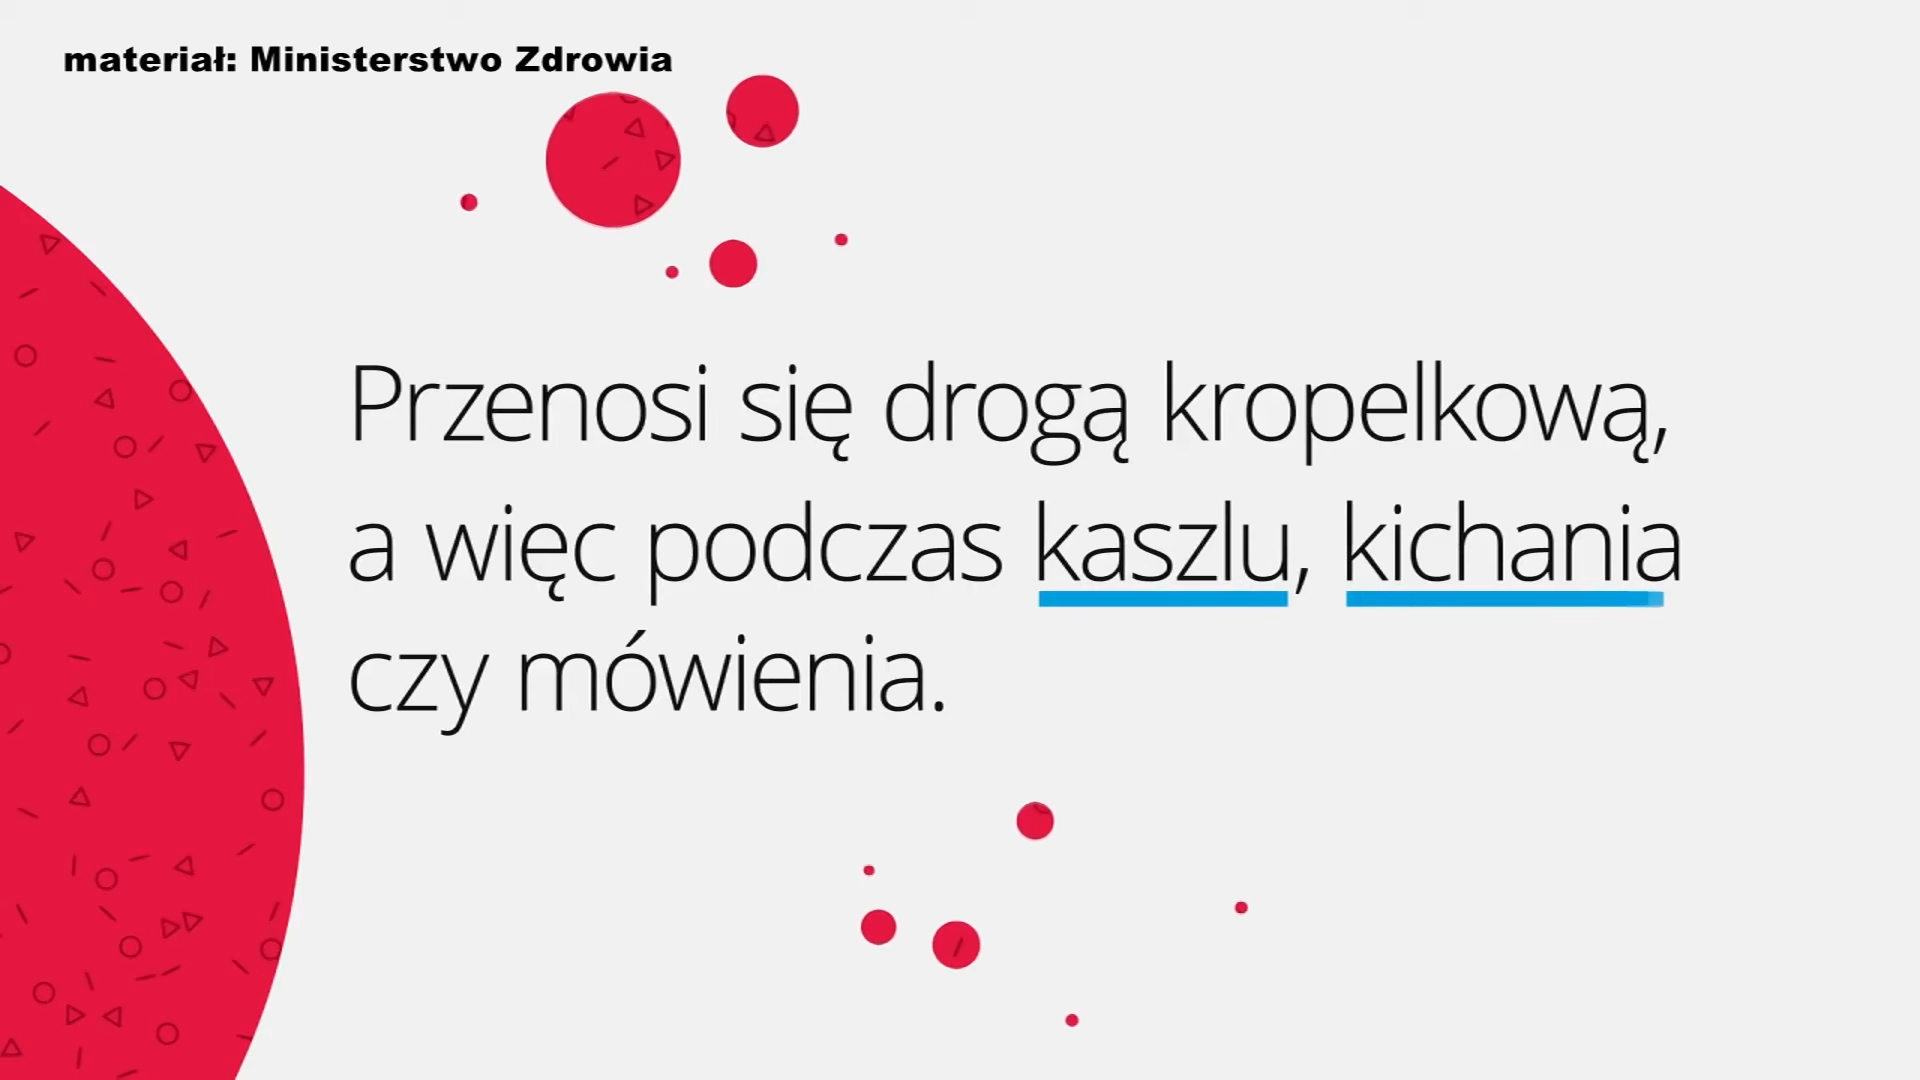 materiał: Ministerstwo Zdrowia
Przenosi się drogą kropelkową,
a więc podczas kaszlu, kichania
czy mówienia.